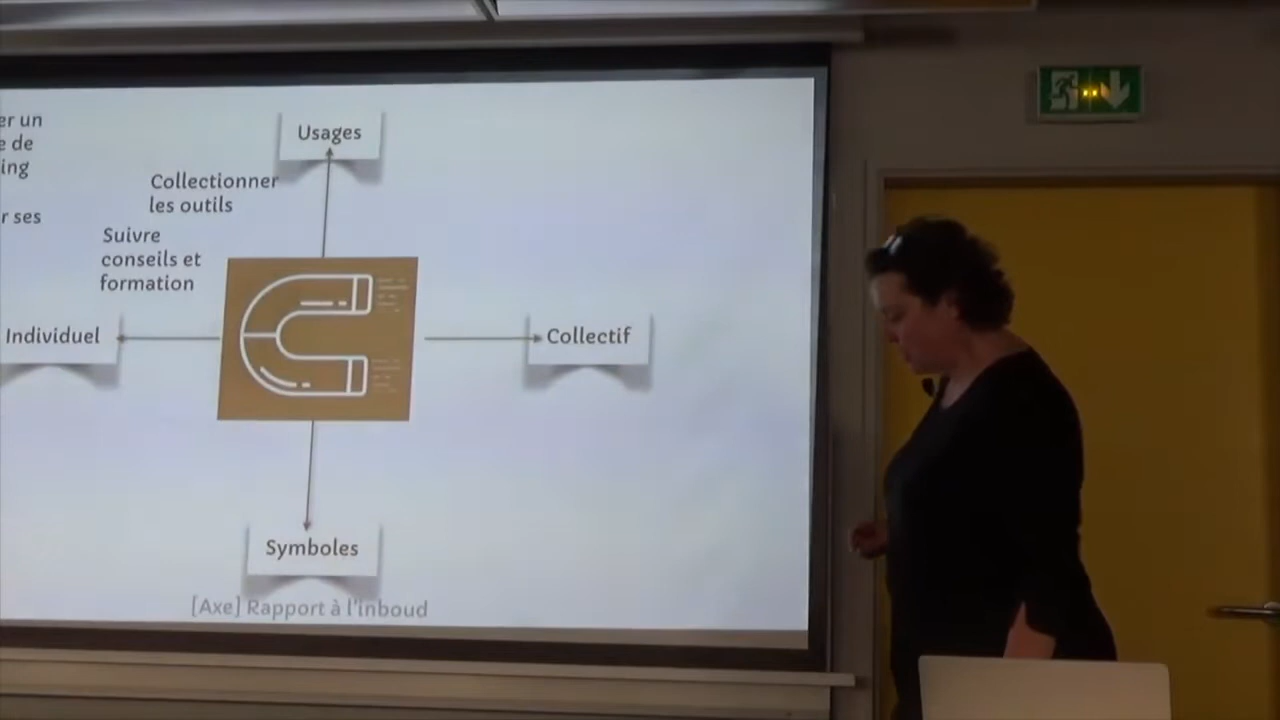 er un
e de
ing
r ses
Usages
Collectionner
les outils
Suivre
conseils et
formation
Individuel
Collectif
Symboles
[Axe] Rapport à l'inboud